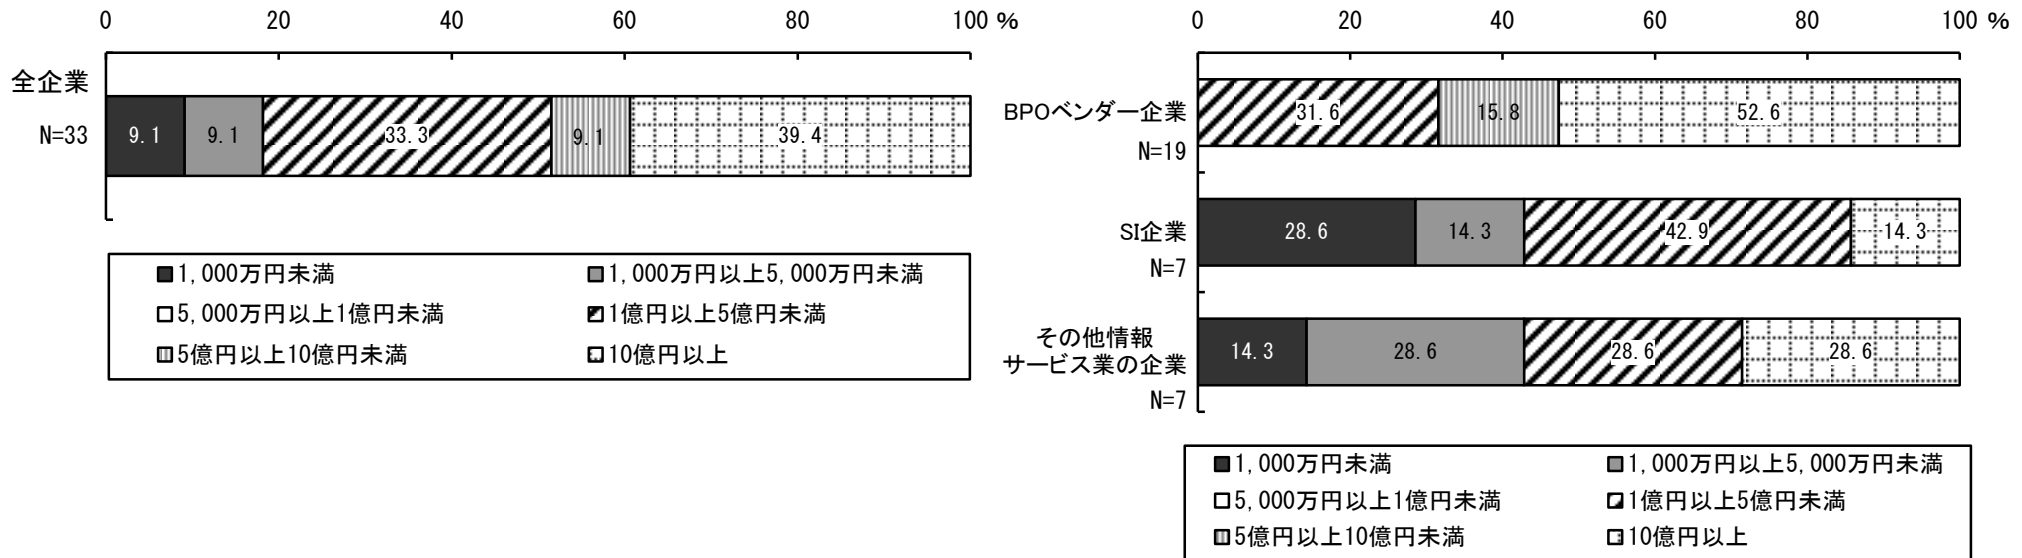 0 20 40 60 80 100 %
全企業
N=33
9.1 9.1 33.3 9.1 39.4
1,000万円未満 1,000万円以上5,000万円未満
5,000万円以上1億円未満 1億円以上5億円未満
5億円以上10億円未満 10億円以上
0 20 40 60 80 100 %
BPOベンダー企業
N=19
31.6 15.8 52.6
SI企業
N=7
28.6 14.3 42.9 14.3
その他情報
サービス業の企業
N=7
14.3 28.6 28.6 28.6
1,000万円未満 1,000万円以上5,000万円未満
5,000万円以上1億円未満 1億円以上5億円未満
5億円以上10億円未満 10億円以上